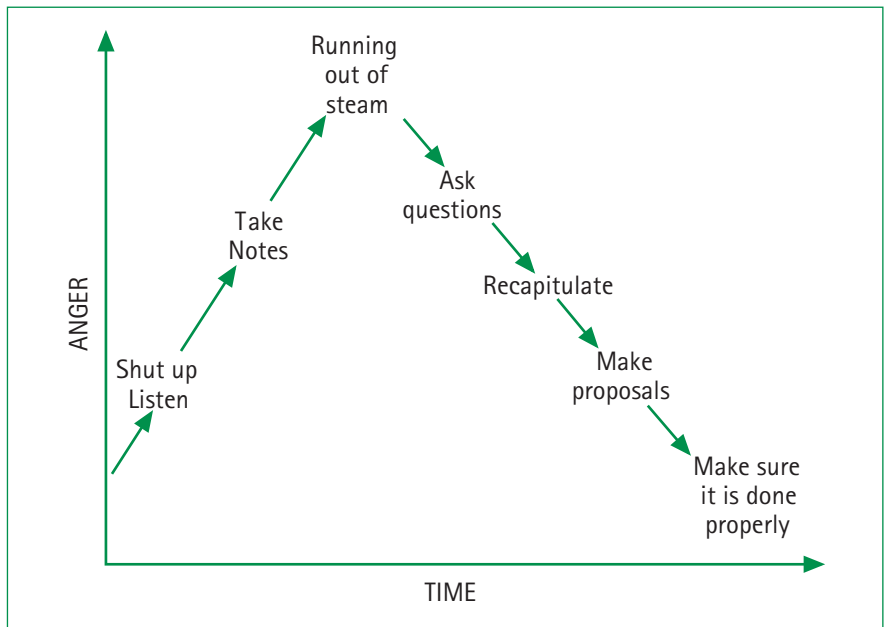 Running
out of
steam
Ask
questions
Take
Notes
Recapitulate
ANGER
Shut up
Listen
Make
proposals
Make sure
it is done
properly
TIME